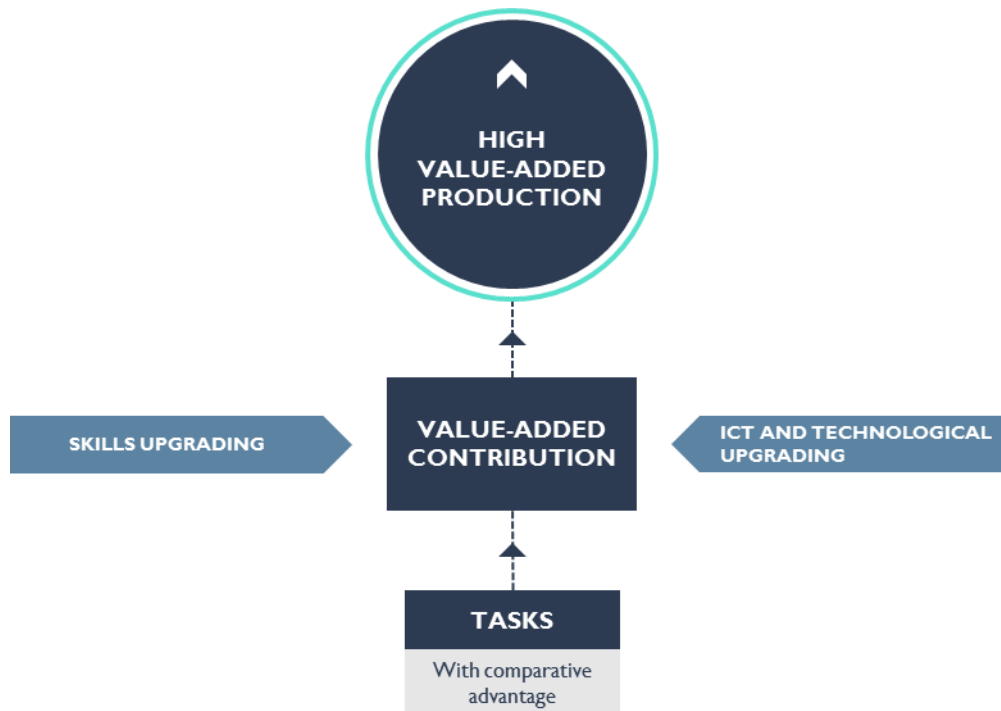 HIGH
VALUE-ADDED
PRODUCTION
SKILLS UPGRADING
VALUE-ADDED
CONTRIBUTION
ICT AND TECHNOLOGICAL
UPGRADING
TASKS
With comparative
advantage